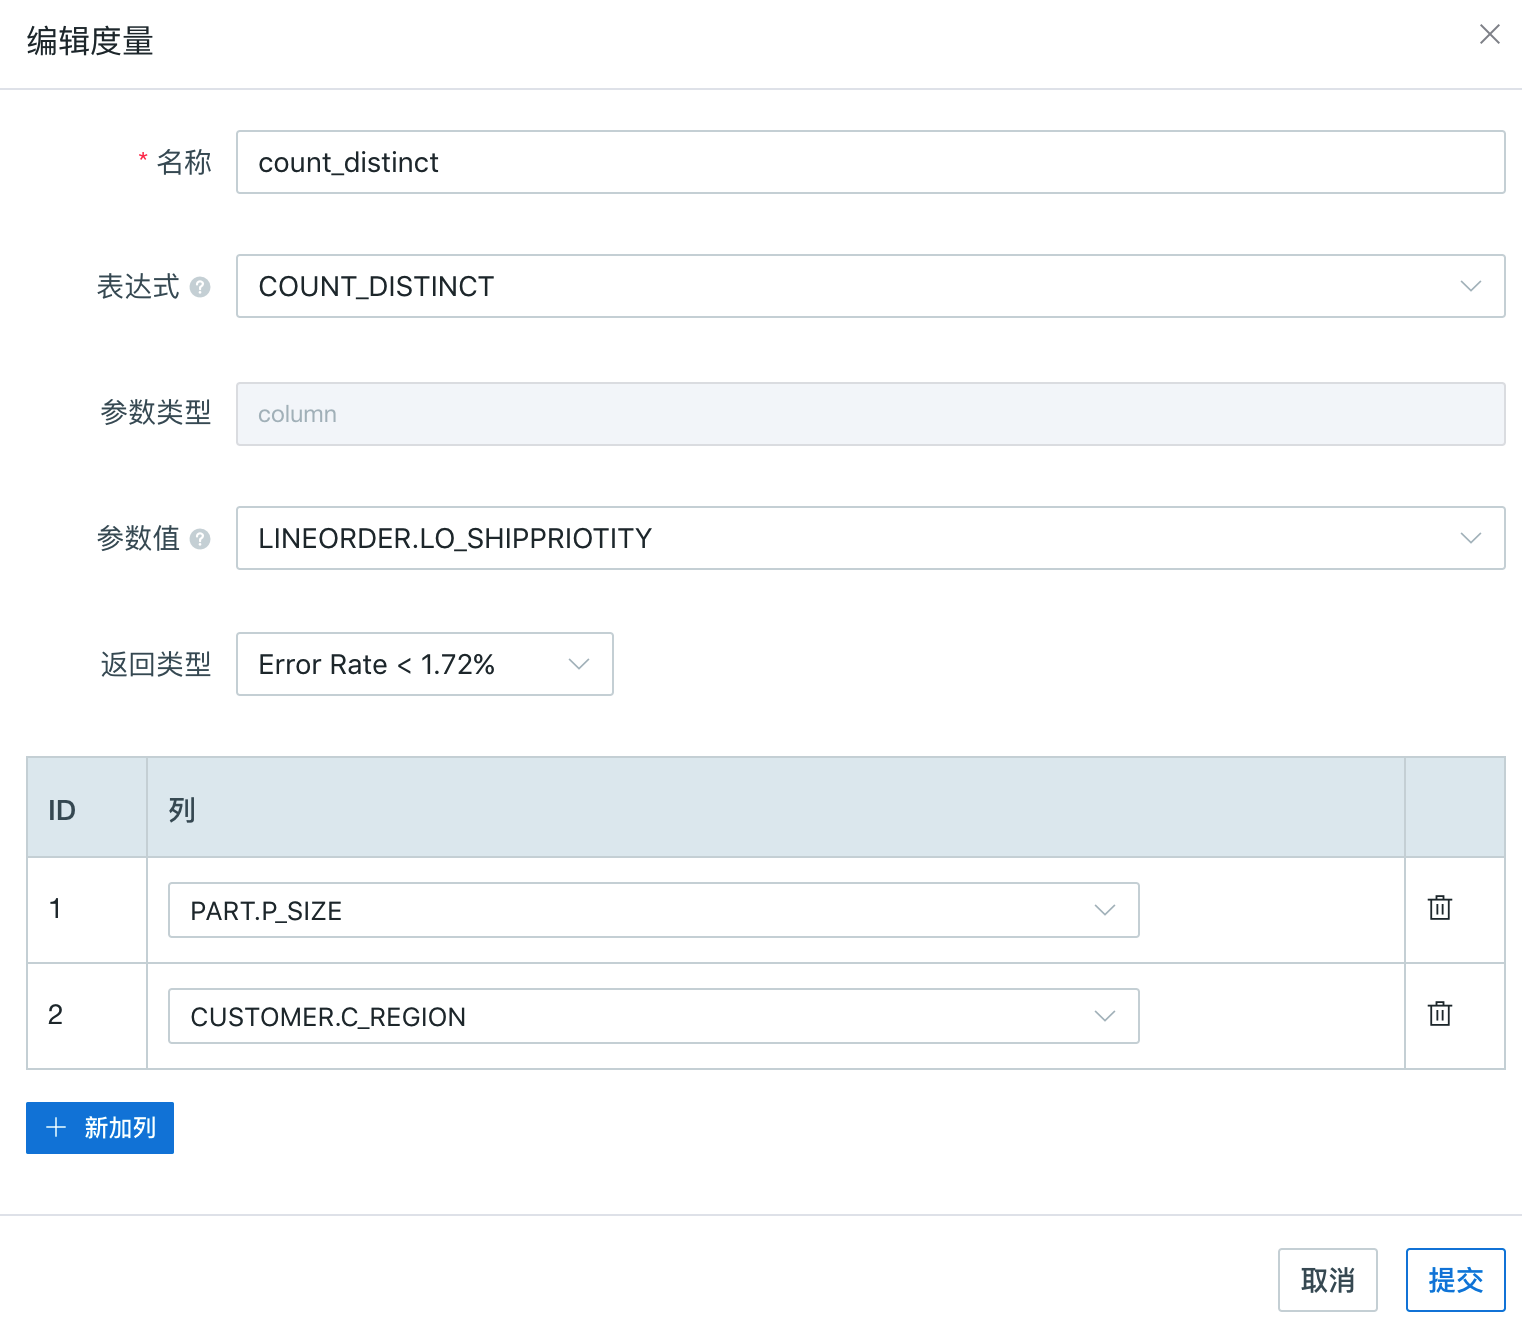 编辑度量
* 名称 count_distinct
表达式 ? COUNT_DISTINCT
参数类型 column
参数值 ? LINEORDER.LO_SHIPPRIOTITY
返回类型 Error Rate < 1.72%
ID 列
1 PART.P_SIZE
2 CUSTOMER.C_REGION
+ 新加列
取消 提交